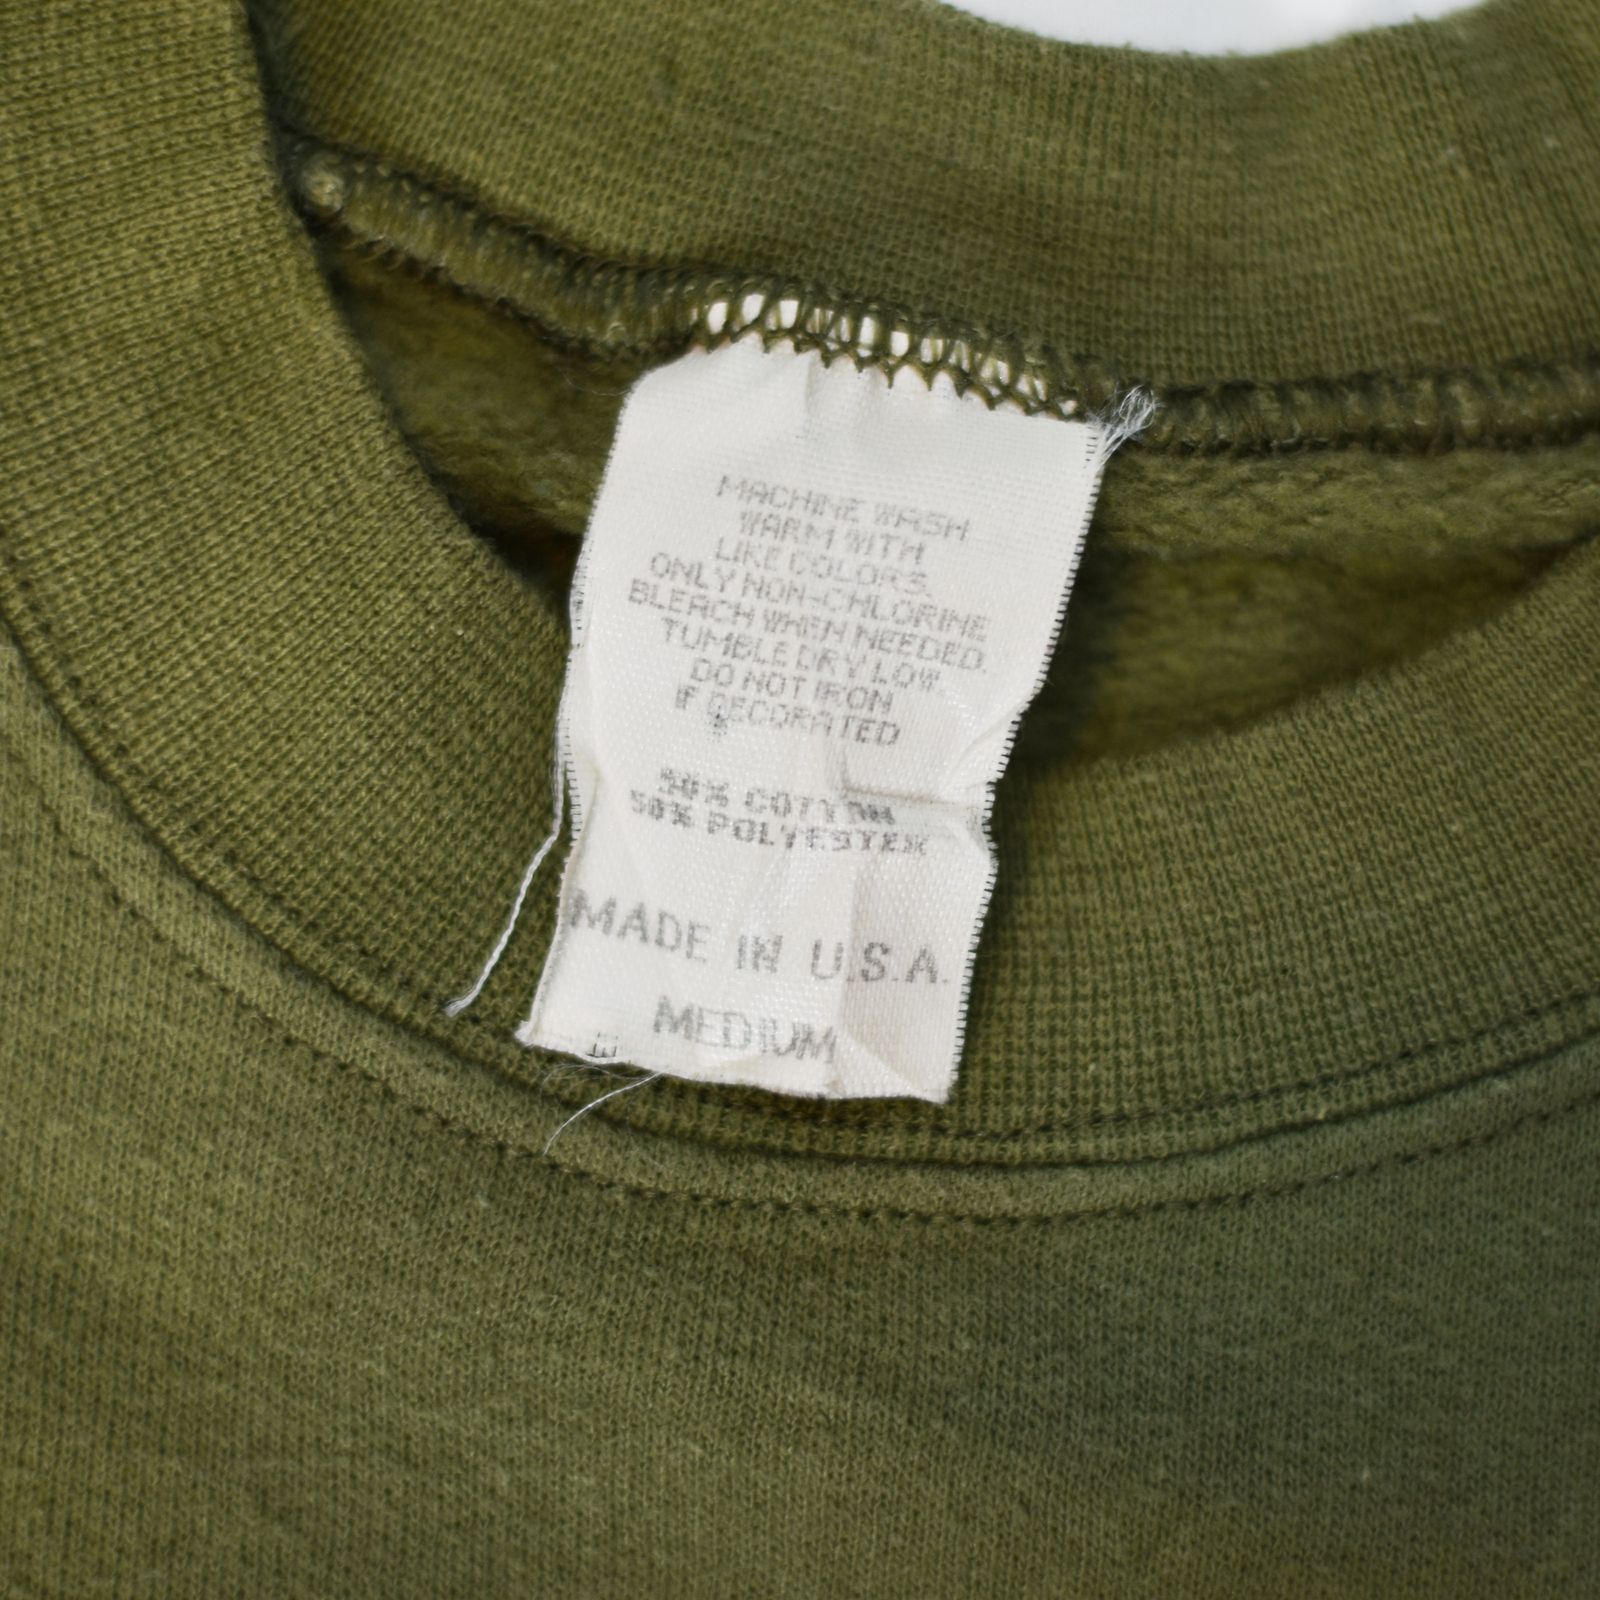 MACHINE WASH
WARM WITH
LIKE COLORS.
ONLY NON-CHLORINE
BLEACH WHEN NEEDED.
TUMBLE DRY LOW.
DO NOT IRON
IF DECORATED
50% COTTON
50% POLYESTER
MADE IN U.S.A.
MEDIUM